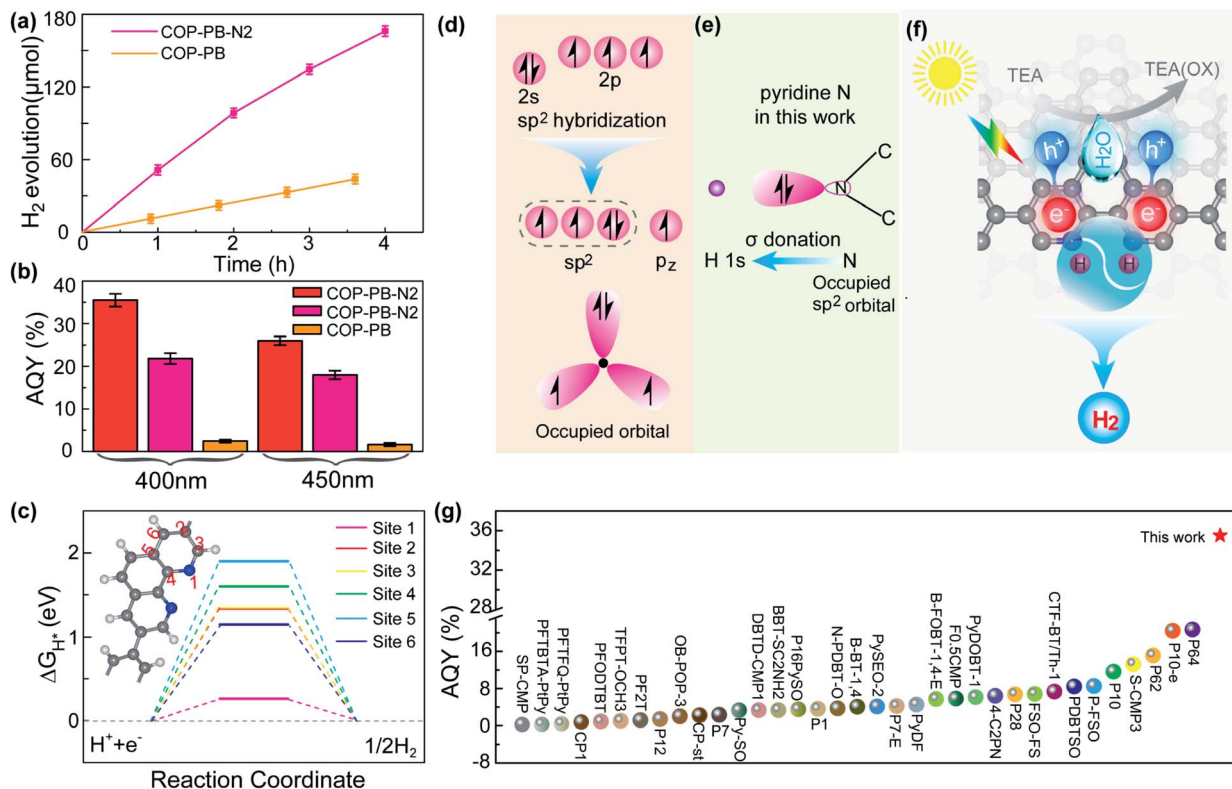 (a)
180
120
60
0
H2 evolution(μmol)
COP-PB-N2
COP-PB
0 1 2 3 4
Time (h)
(b)
40
30
20
10
0
AQY (%)
COP-PB-N2
COP-PB-N2
COP-PB
400nm
450nm
(c)
2
1
0
ΔGH* (eV)
6 2
5 3
4 1
Site 1
Site 2
Site 3
Site 4
Site 5
Site 6
H++e-
1/2H2
Reaction Coordinate
(d)
2s
2p
sp2 hybridization
sp2
pz
Occupied orbital
(e)
pyridine N
in this work
C
N
C
σ donation
H 1s
N
Occupied
sp2 orbital
(f)
TEA
TEA(OX)
h+
H2O
h+
e-
e-
H
H
H2
(g)
36
32
28
16
8
0
-8
AQY (%)
This work
SP-CMP
PFTBTA-PtPy
PFTFQ-PtPy
CP1
PFODTBT
TFPT-OCH3
PF2T
P12
OB-POP-3
CP-st
P7
Py-SO
DBTD-CMP1
BBT-SC2NH2
P16PySO
P1
N-PDBT-O
B-BT-1,4
PySEO-2
P7-E
PyDF
B-FOBT-1,4-E
F0.5CMP
PyDOBT-1
4-C2PN
P28
FSO-FS
CTF-BT/Th-1
PDBTSO
P-FSO
P10
S-CMP3
P62
P10-e
P64